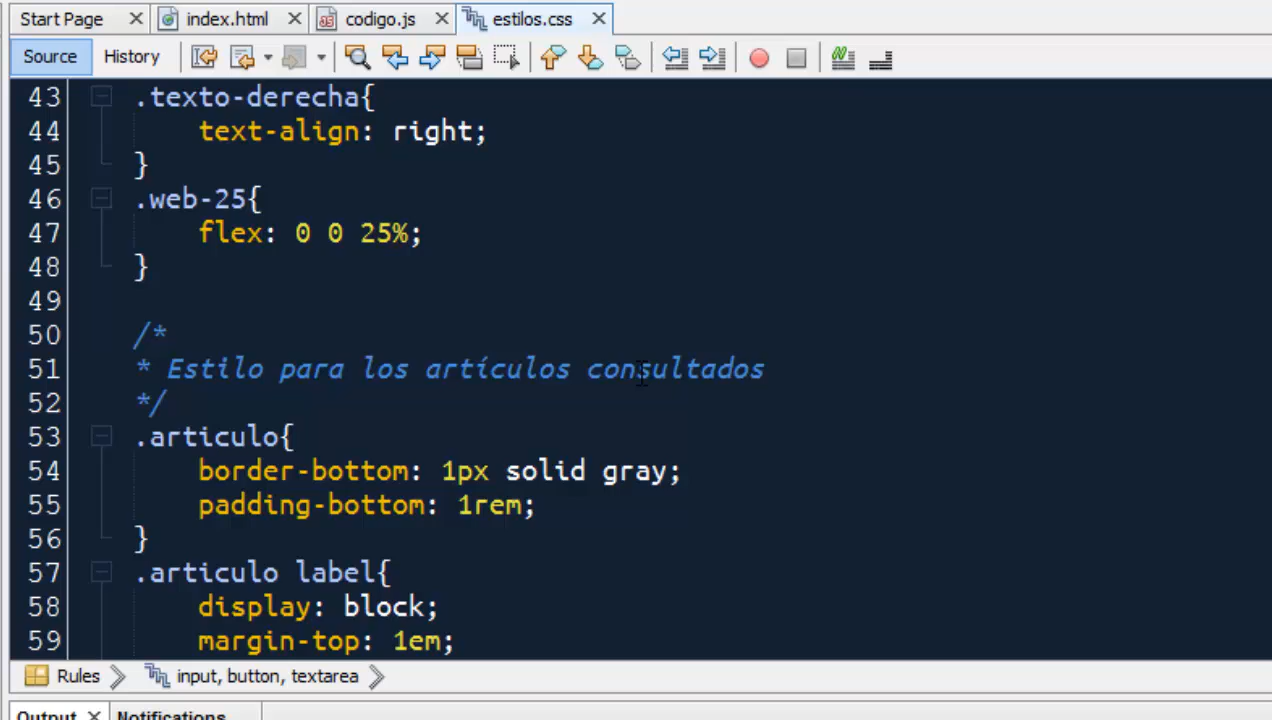 Start Page index.html codigo.js estilos.css
Source History
43 .texto-derecha{
44 text-align: right;
45 }
46 .web-25{
47 flex: 0 0 25%;
48 }
49
50 /*
51 * Estilo para los artículos consultados
52 */
53 .articulo{
54 border-bottom: 1px solid gray;
55 padding-bottom: 1rem;
56 }
57 .articulo label{
58 display: block;
59 margin-top: 1em;
Rules input, button, textarea
Output Notifications